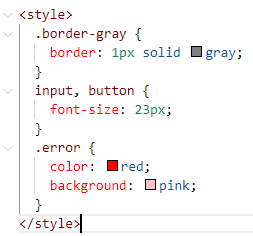 <style>
.border-gray {
border: 1px solid gray;
}
input, button {
font-size: 23px;
}
.error {
color: red;
background: pink;
}
</style>